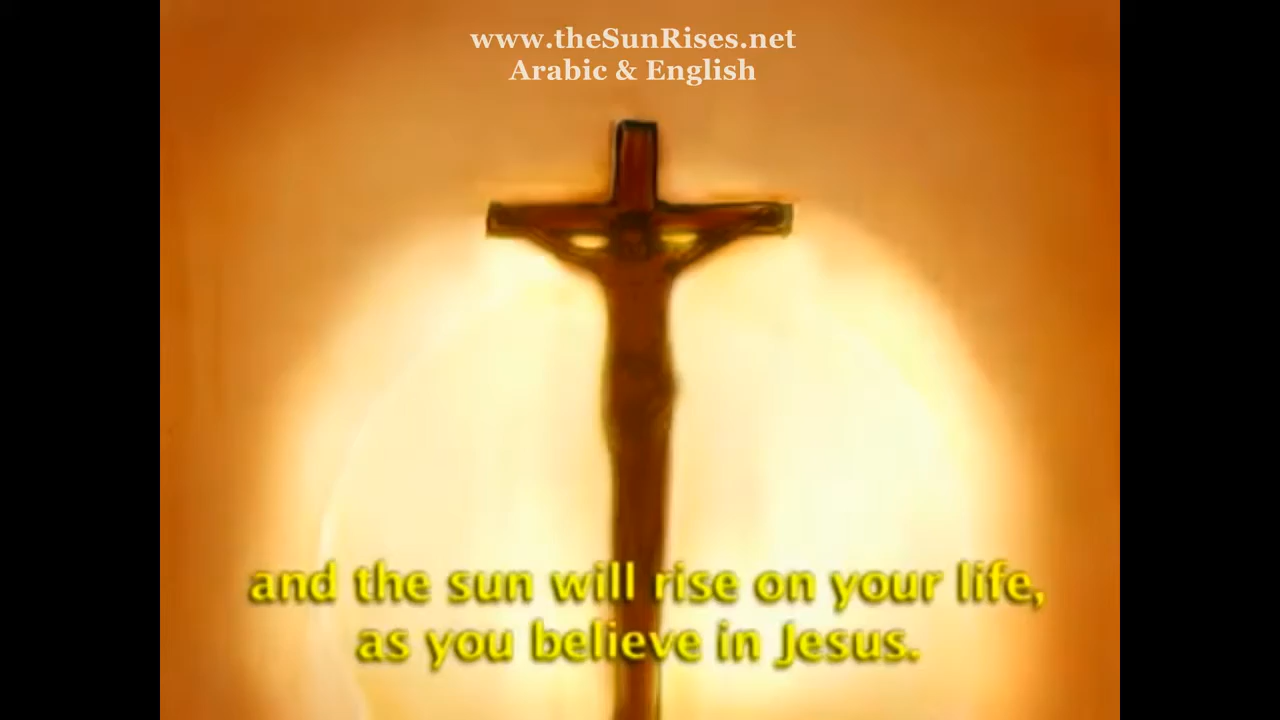 www.theSunRises.net
Arabic & English
and the sun will rise on your life,
as you believe in Jesus.